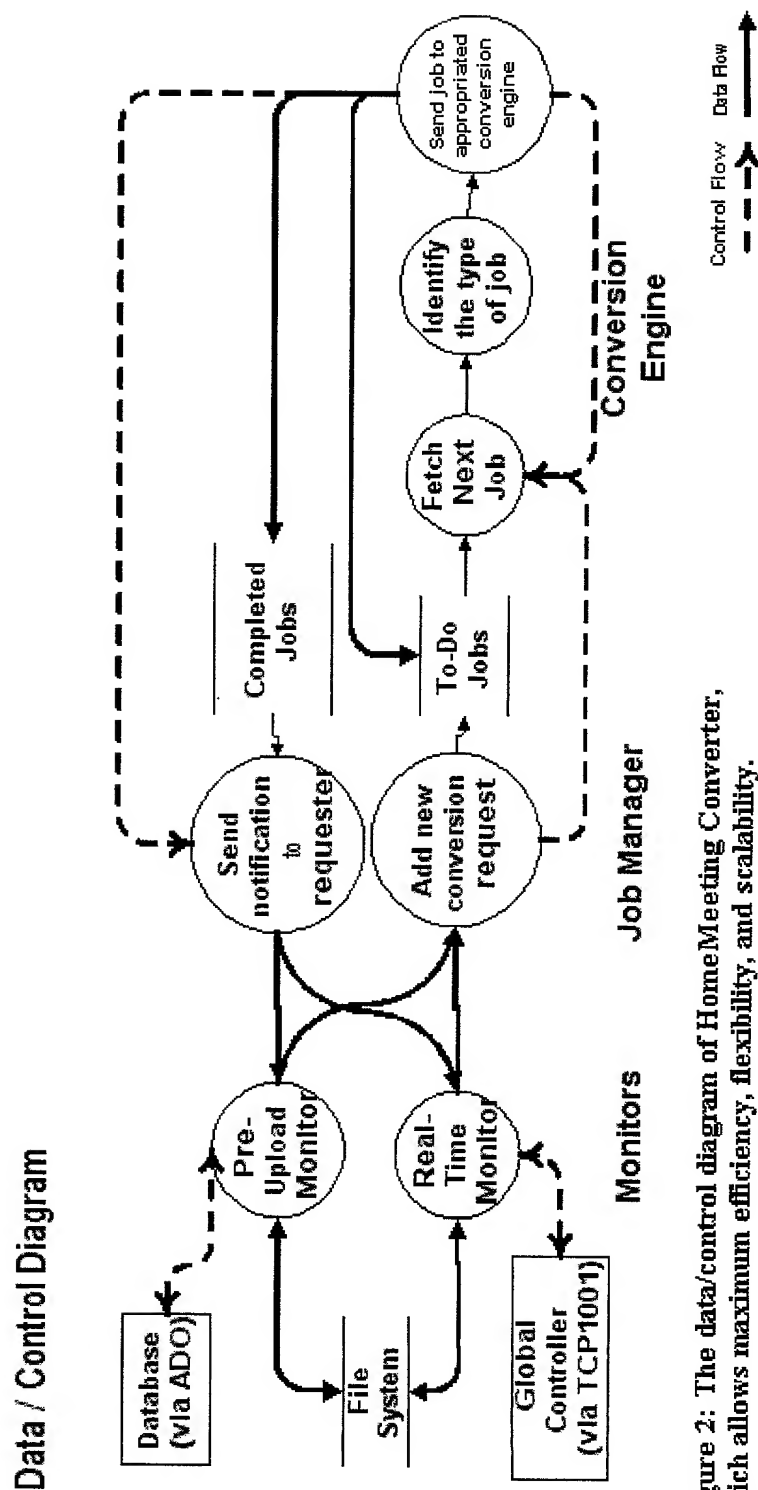 Data / Control Diagram
Database
(via ADO)
File
System
Global
Controller
(via TCP1001)
Pre-
Upload
Monitor
Real-
Time
Monitor
Monitors
Send
notification
to
requester
Add new
conversion
request
Job Manager
Completed
Jobs
To-Do
Jobs
Fetch
Next
Job
Identify
the type
of job
Send job to
appropriated
conversion
engine
Conversion
Engine
Control Flow
Data Flow
gure 2: The data/control diagram of HomeMeeting Converter,
ich allows maximum efficiency, flexibility, and scalability.